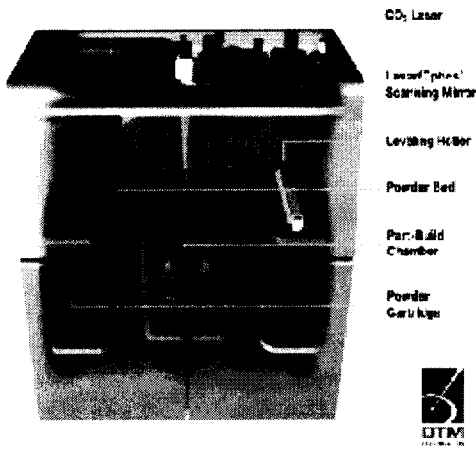 CO₂ Laser
Scanning Mirror
Leveling Roller
Powder Bed
Part-Build
Chamber
Powder
Cartridge
DTM